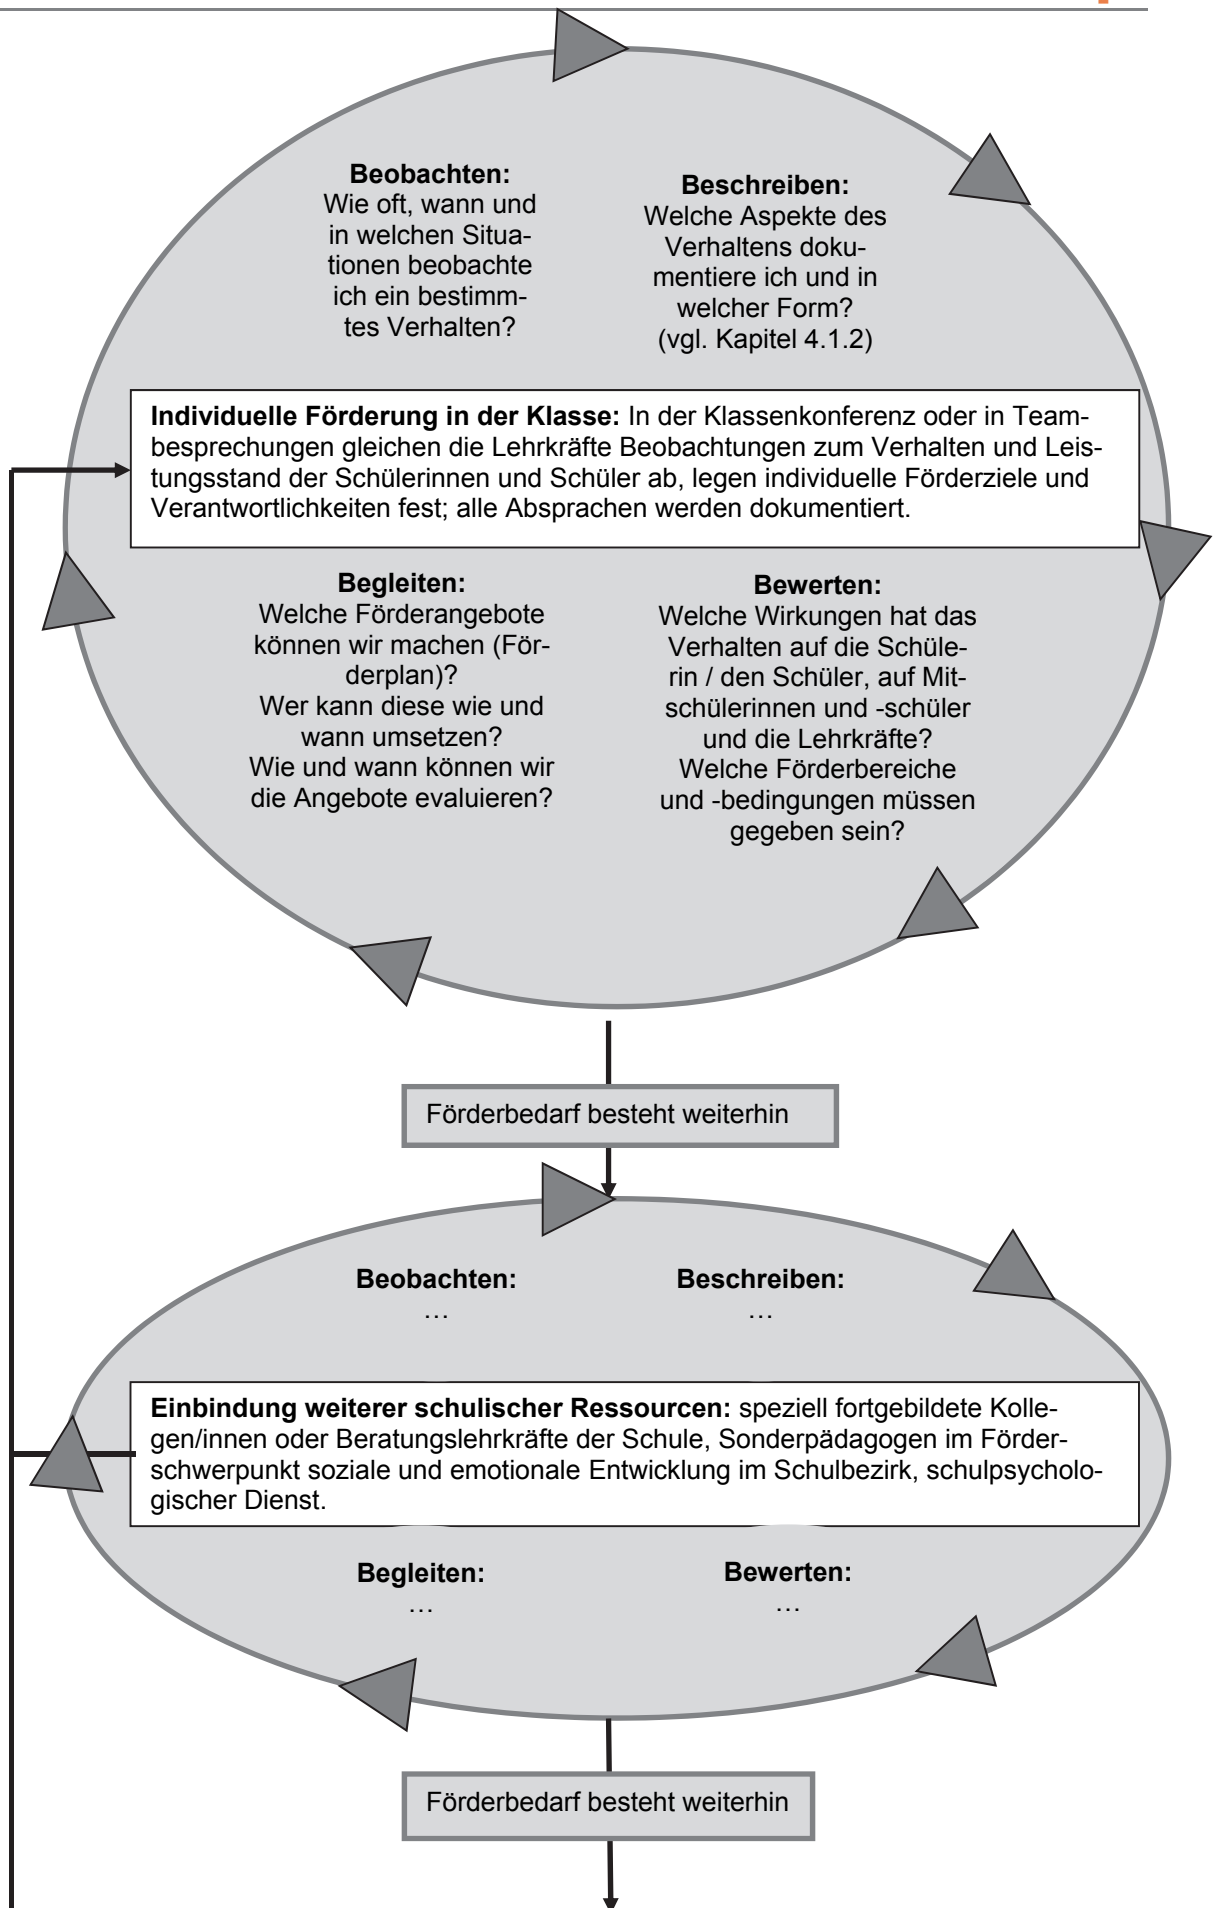 Beobachten:
Wie oft, wann und
in welchen Situa-
tionen beobachte
ich ein bestimm-
tes Verhalten?
Beschreiben:
Welche Aspekte des
Verhaltens doku-
mentiere ich und in
welcher Form?
(vgl. Kapitel 4.1.2)
Individuelle Förderung in der Klasse: In der Klassenkonferenz oder in Team-
besprechungen gleichen die Lehrkräfte Beobachtungen zum Verhalten und Leis-
tungsstand der Schülerinnen und Schüler ab, legen individuelle Förderziele und
Verantwortlichkeiten fest; alle Absprachen werden dokumentiert.
Begleiten:
Welche Förderangebote
können wir machen (För-
derplan)?
Wer kann diese wie und
wann umsetzen?
Wie und wann können wir
die Angebote evaluieren?
Bewerten:
Welche Wirkungen hat das
Verhalten auf die Schüle-
rin / den Schüler, auf Mit-
schülerinnen und -schüler
und die Lehrkräfte?
Welche Förderbereiche
und -bedingungen müssen
gegeben sein?
Förderbedarf besteht weiterhin
Beobachten:
…
Beschreiben:
…
Einbindung weiterer schulischer Ressourcen: speziell fortgebildete Kolle-
gen/innen oder Beratungslehrkräfte der Schule, Sonderpädagogen im Förder-
schwerpunkt soziale und emotionale Entwicklung im Schulbezirk, schulpsycholo-
gischer Dienst.
Begleiten:
…
Bewerten:
…
Förderbedarf besteht weiterhin